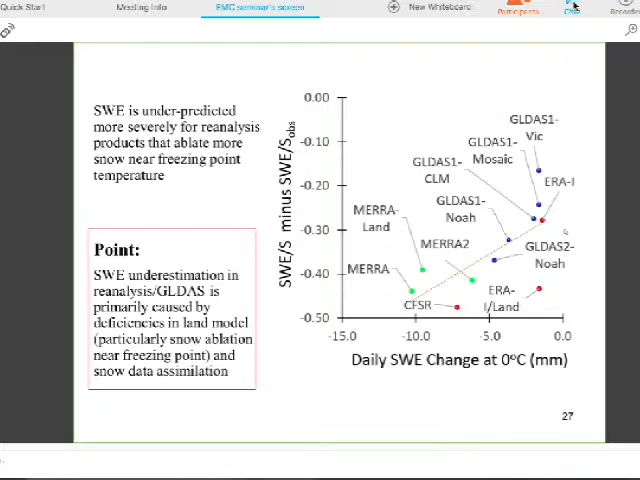 Quick Start
Meeting Info
EMC seminar's screen
New Whiteboard
Participants
Chat
SWE is under-predicted
more severely for reanalysis
products that ablate more
snow near freezing point
temperature
Point:
SWE underestimation in
reanalysis/GLDAS is
primarily caused by
deficiencies in land model
(particularly snow ablation
near freezing point) and
snow data assimilation
SWE/S minus SWE/Sobs
0.00
-0.10
-0.20
-0.30
-0.40
-0.50
GLDAS1-
Vic
GLDAS1-
Mosaic
GLDAS1-
CLM
ERA-I
GLDAS1-
Noah
MERRA-
Land
MERRA2
GLDAS2-
Noah
MERRA
CFSR
ERA-
I/Land
-15.0
-10.0
-5.0
0.0
Daily SWE Change at 0°C (mm)
27